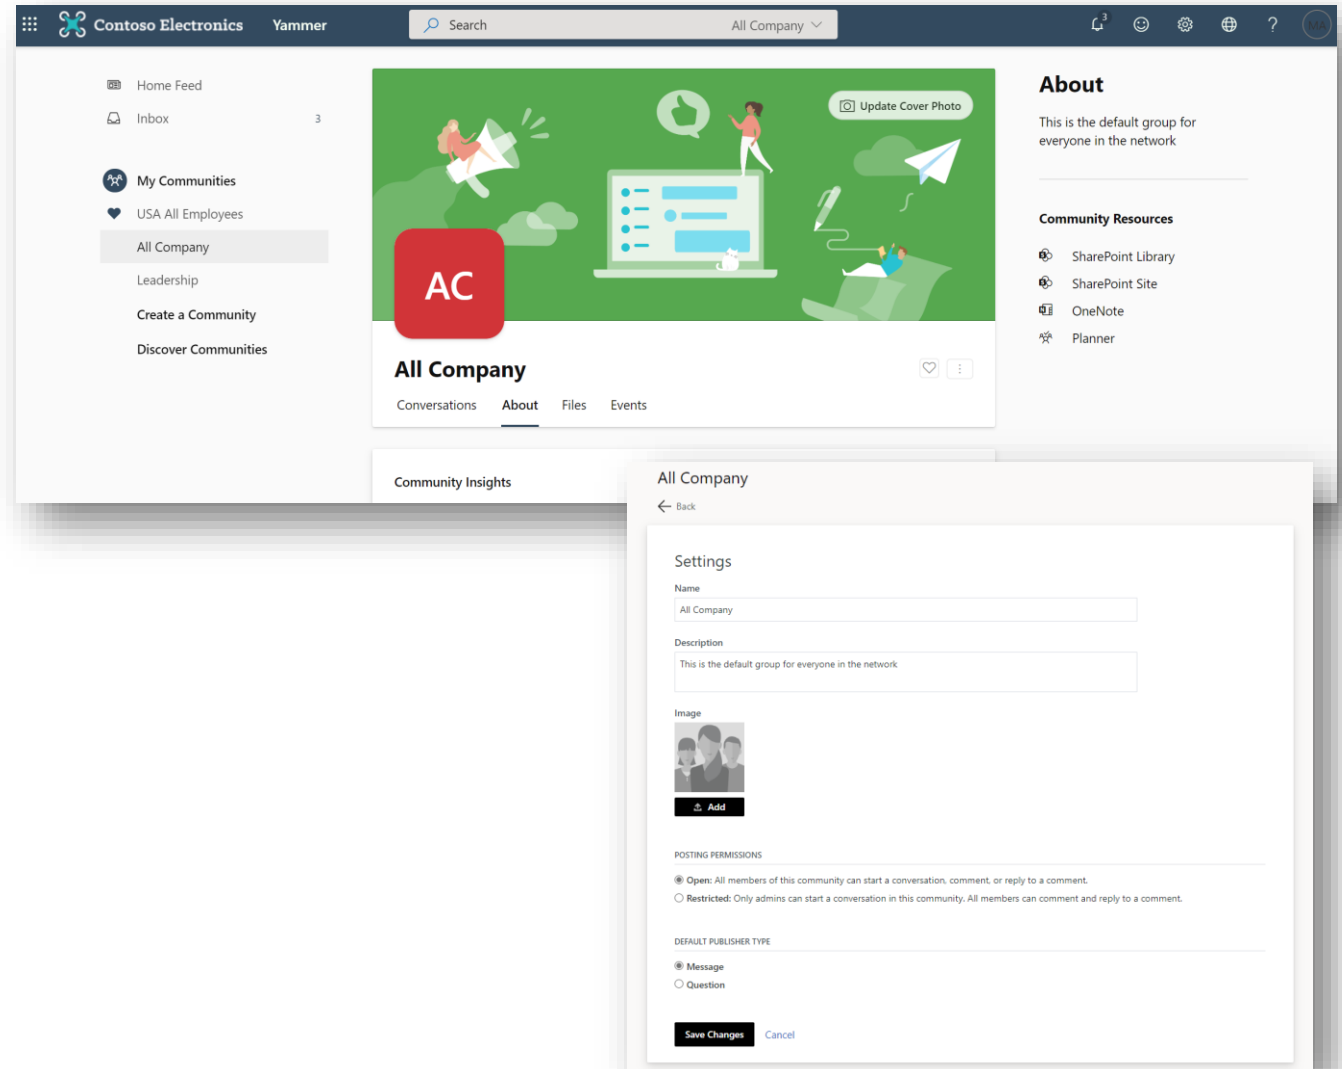 Contoso Electronics Yammer Search All Company 3 ?
Home Feed
Inbox 3
My Communities
USA All Employees
All Company
Leadership
Create a Community
Discover Communities
Update Cover Photo
AC
All Company
Conversations About Files Events
Community Insights
About
This is the default group for
everyone in the network
Community Resources
SharePoint Library
SharePoint Site
OneNote
Planner
All Company
Back
Settings
Name
All Company
Description
This is the default group for everyone in the network
Image
Add
POSTING PERMISSIONS
Open: All members of this community can start a conversation, comment, or reply to a comment.
Restricted: Only admins can start a conversation in this community. All members can comment and reply to a comment.
DEFAULT PUBLISHER TYPE
Message
Question
Save Changes Cancel